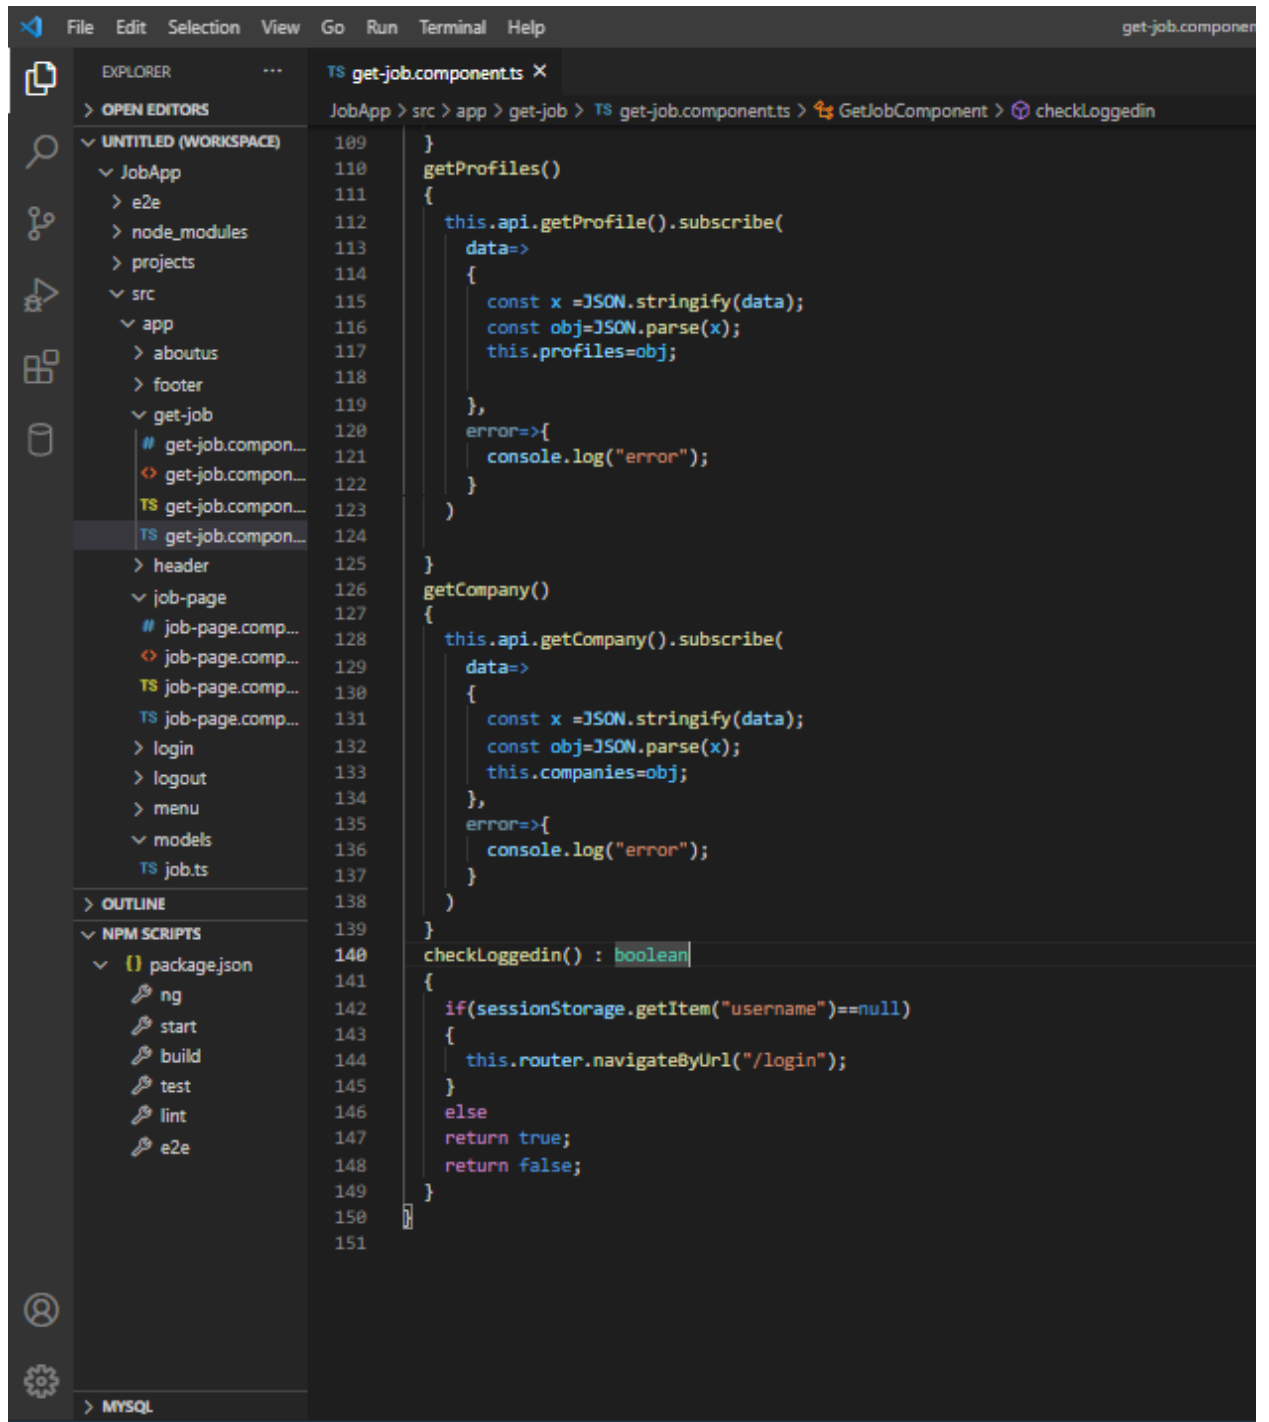 File Edit Selection View Go Run Terminal Help
get-job.componen
EXPLORER ...
OPEN EDITORS
UNTITLED (WORKSPACE)
JobApp
e2e
node_modules
projects
src
app
aboutus
footer
get-job
# get-job.compon...
<> get-job.compon...
TS get-job.compon...
TS get-job.compon...
header
job-page
# job-page.comp...
<> job-page.comp...
TS job-page.comp...
TS job-page.comp...
login
logout
menu
models
TS job.ts
OUTLINE
NPM SCRIPTS
{} package.json
ng
start
build
test
lint
e2e
MYSQL
TS get-job.component.ts ×
JobApp > src > app > get-job > TS get-job.component.ts > GetJobComponent > checkLoggedin
109 }
110 getProfiles()
111 {
112 this.api.getProfile().subscribe(
113 data=>
114 {
115 const x =JSON.stringify(data);
116 const obj=JSON.parse(x);
117 this.profiles=obj;
118
119 },
120 error=>{
121 console.log("error");
122 }
123 )
124
125 }
126 getCompany()
127 {
128 this.api.getCompany().subscribe(
129 data=>
130 {
131 const x =JSON.stringify(data);
132 const obj=JSON.parse(x);
133 this.companies=obj;
134 },
135 error=>{
136 console.log("error");
137 }
138 )
139 }
140 checkLoggedin() : boolean
141 {
142 if(sessionStorage.getItem("username")==null)
143 {
144 this.router.navigateByUrl("/login");
145 }
146 else
147 return true;
148 return false;
149 }
150 }
151